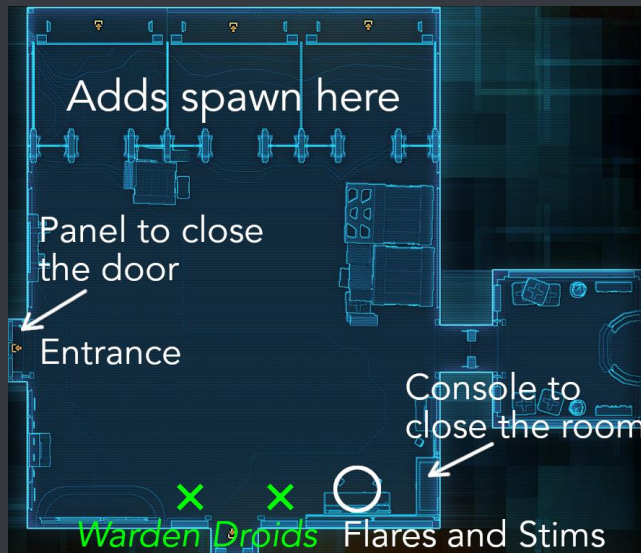 Adds spawn here
Panel to close
the door
Entrance
Console to
close the room
Warden Droids
Flares and Stims